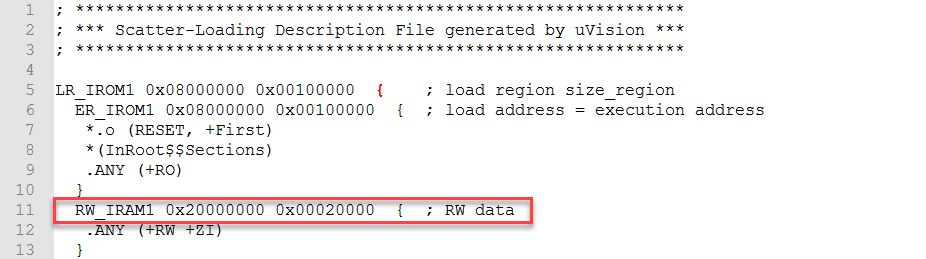 1 ; *************************************************************
2 ; *** Scatter-Loading Description File generated by uVision ***
3 ; *************************************************************
4
5 LR_IROM1 0x08000000 0x00100000  {    ; load region size_region
6   ER_IROM1 0x08000000 0x00100000  {  ; load address = execution address
7    *.o (RESET, +First)
8    *(InRoot$$Sections)
9    .ANY (+RO)
10   }
11   RW_IRAM1 0x20000000 0x00020000  {  ; RW data
12    .ANY (+RW +ZI)
13   }